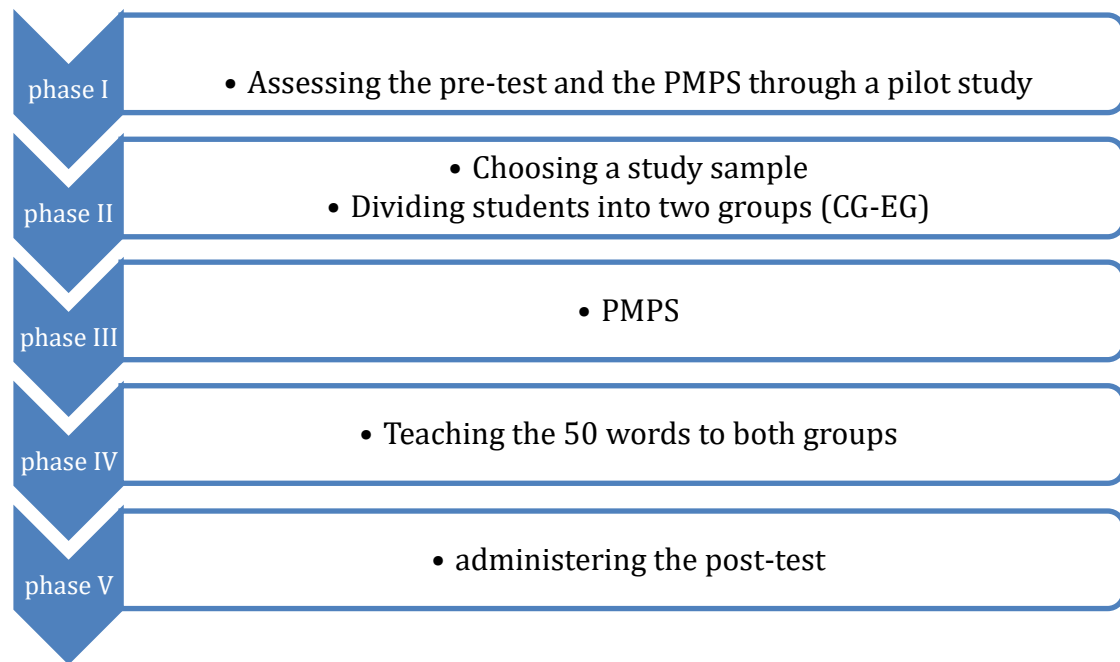 phase I
• Assessing the pre-test and the PMPS through a pilot study
phase II
• Choosing a study sample
• Dividing students into two groups (CG-EG)
phase III
• PMPS
phase IV
• Teaching the 50 words to both groups
phase V
• administering the post-test